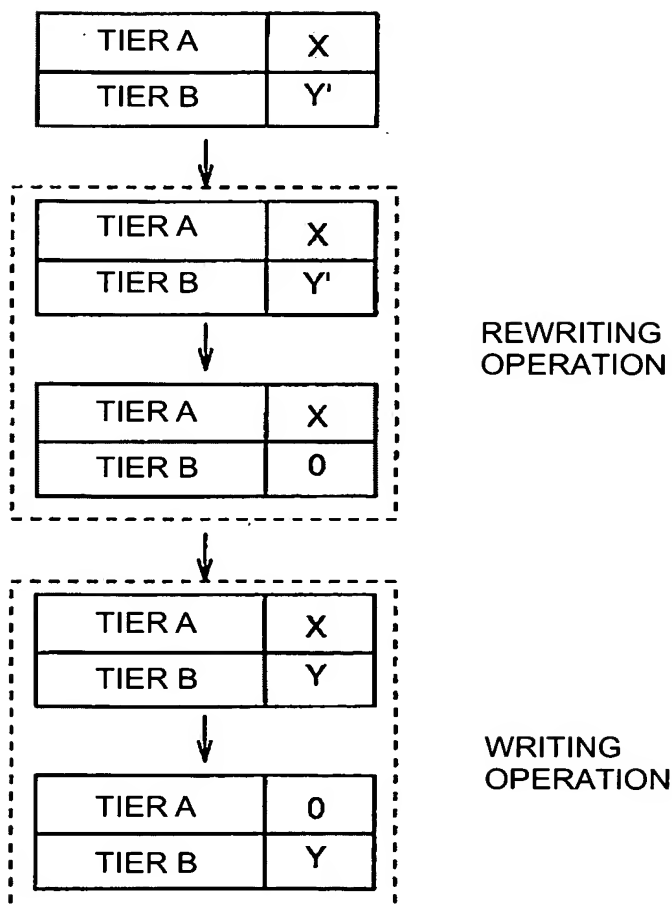 TIER A X
TIER B Y'
TIER A X
TIER B Y'
REWRITING
OPERATION
TIER A X
TIER B 0
TIER A X
TIER B Y
WRITING
OPERATION
TIER A 0
TIER B Y